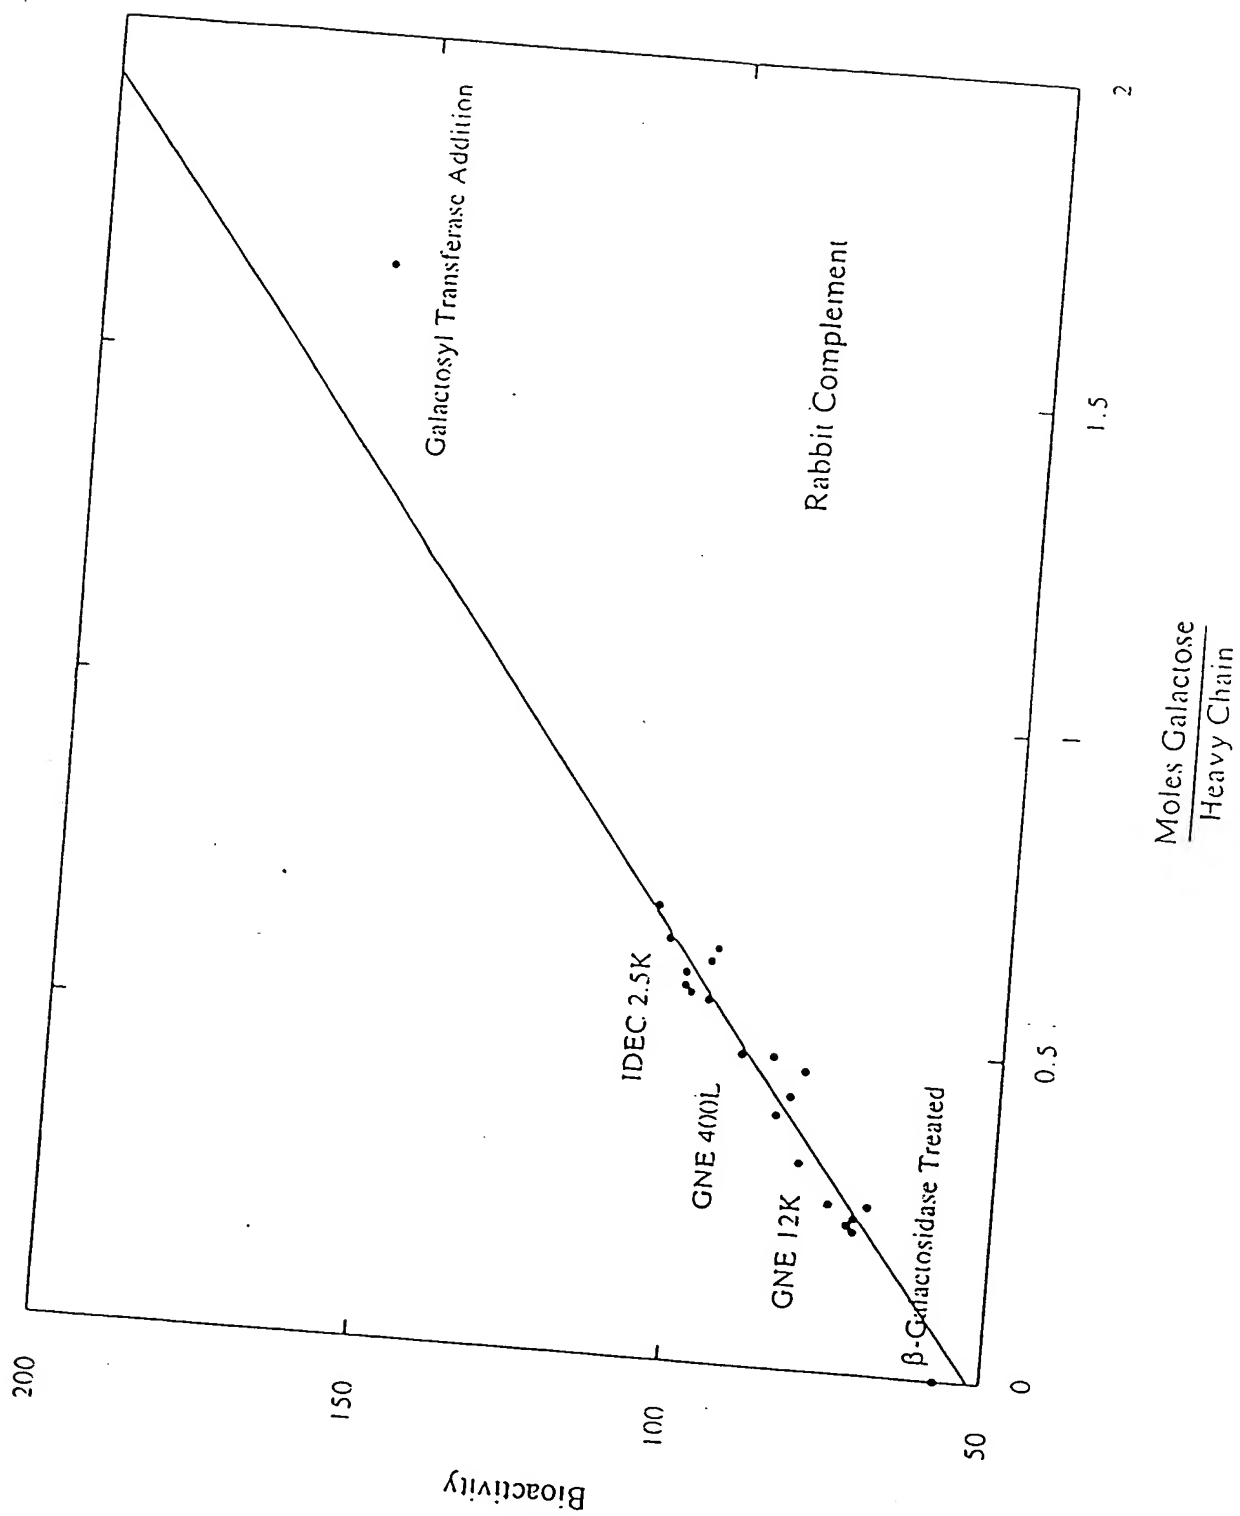 Bioactivity
200
150
100
50
0
0.5
1
1.5
2
β-Galactosidase Treated
GNE 12K
GNE 400L
IDEC 2.5K
Galactosyl Transferase Addition
Rabbit Complement
Moles Galactose
Heavy Chain